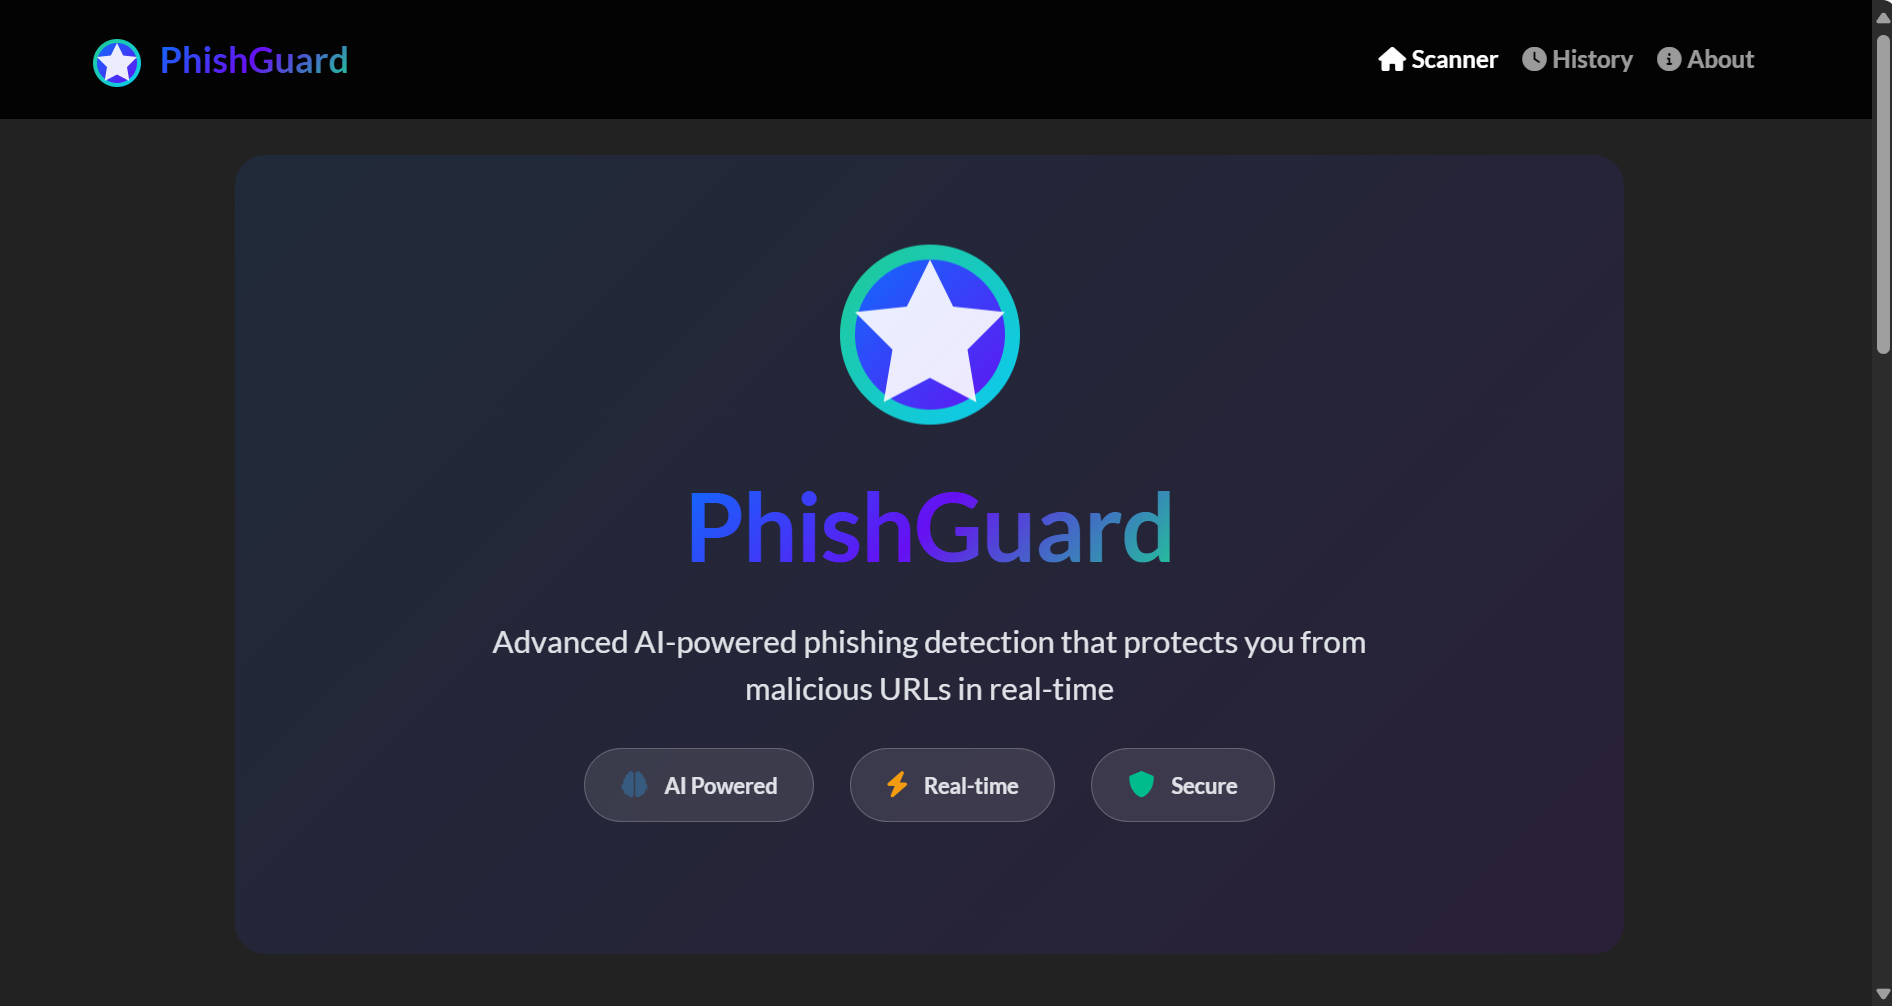 PhishGuard
Scanner
History
About
PhishGuard
Advanced AI-powered phishing detection that protects you from
malicious URLs in real-time
AI Powered
Real-time
Secure